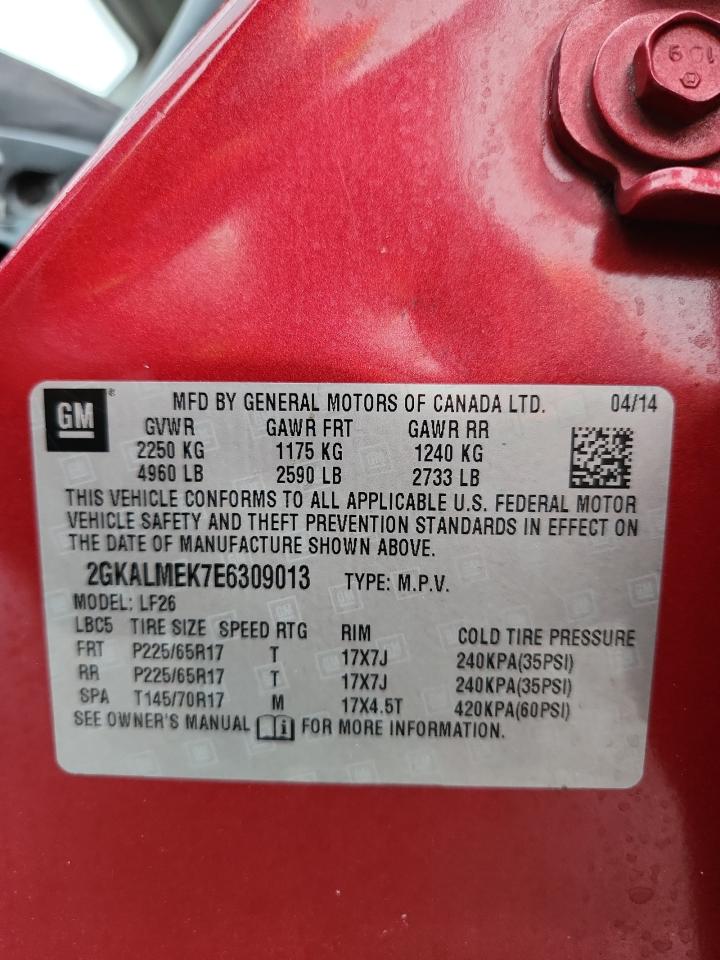 109
GM
MFD BY GENERAL MOTORS OF CANADA LTD. 04/14
GVWR GAWR FRT GAWR RR
2250 KG 1175 KG 1240 KG
4960 LB 2590 LB 2733 LB
THIS VEHICLE CONFORMS TO ALL APPLICABLE U.S. FEDERAL MOTOR
VEHICLE SAFETY AND THEFT PREVENTION STANDARDS IN EFFECT ON
THE DATE OF MANUFACTURE SHOWN ABOVE.
2GKALMEK7E6309013 TYPE: M.P.V.
MODEL: LF26
LBC5 TIRE SIZE SPEED RTG RIM COLD TIRE PRESSURE
FRT P225/65R17 T 17X7J 240KPA(35PSI)
RR P225/65R17 T 17X7J 240KPA(35PSI)
SPA T145/70R17 M 17X4.5T 420KPA(60PSI)
SEE OWNER'S MANUAL FOR MORE INFORMATION.